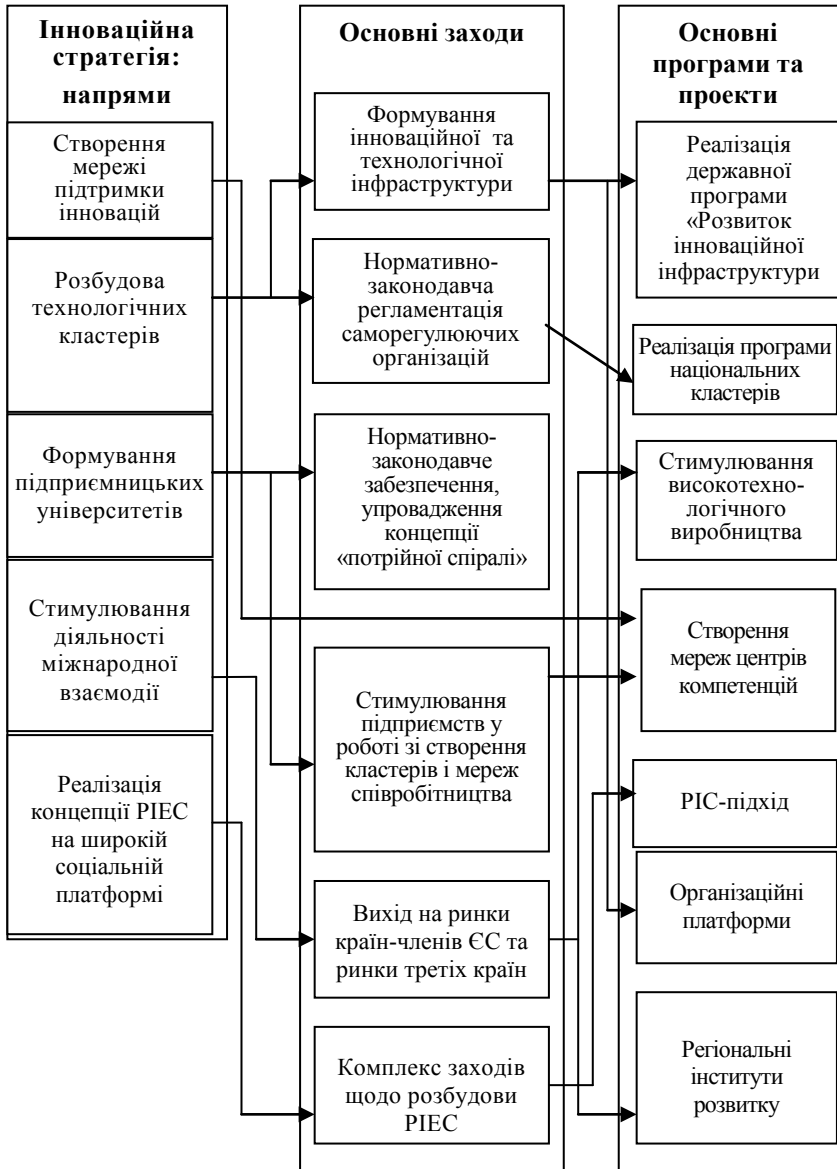 Інноваційна
стратегія:
напрями
Створення
мережі
підтримки
інновацій
Розбудова
технологічних
кластерів
Формування
підприємницьких
університетів
Стимулювання
діяльності
міжнародної
взаємодії
Реалізація
концепції РІЕС
на широкій
соціальній
платформі
Основні заходи
Формування
інноваційної та
технологічної
інфраструктури
Нормативно-
законодавча
регламентація
саморегулюючих
організацій
Нормативно-
законодавче
забезпечення,
упровадження
концепції
«потрійної спіралі»
Стимулювання
підприємств у
роботі зі створення
кластерів і мереж
співробітництва
Вихід на ринки
країн-членів ЄС та
ринки третіх країн
Комплекс заходів
щодо розбудови
РІЕС
Основні
програми та
проекти
Реалізація
державної
програми
«Розвиток
інноваційної
інфраструктури
Реалізація програми
національних
кластерів
Стимулювання
високотехно-
логічного
виробництва
Створення
мереж центрів
компетенцій
РІС-підхід
Організаційні
платформи
Регіональні
інститути
розвитку